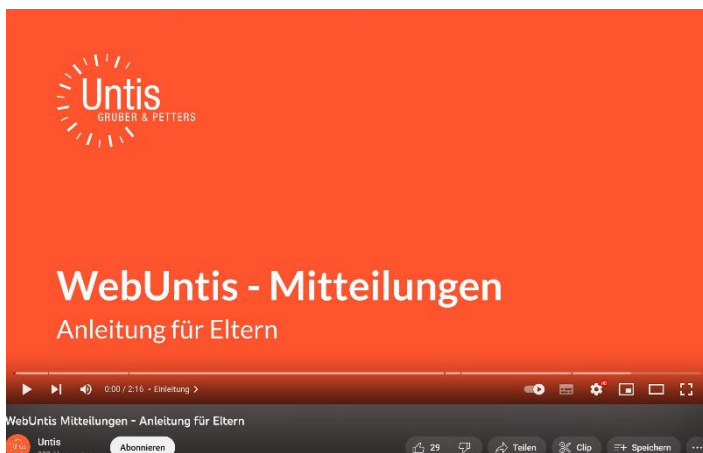 Untis
GRUBER & PETTERS
WebUntis - Mitteilungen
Anleitung für Eltern
0:00 / 2:16 • Einleitung >
WebUntis Mitteilungen - Anleitung für Eltern
Untis
Abonnieren
29
Teilen
Clip
Speichern